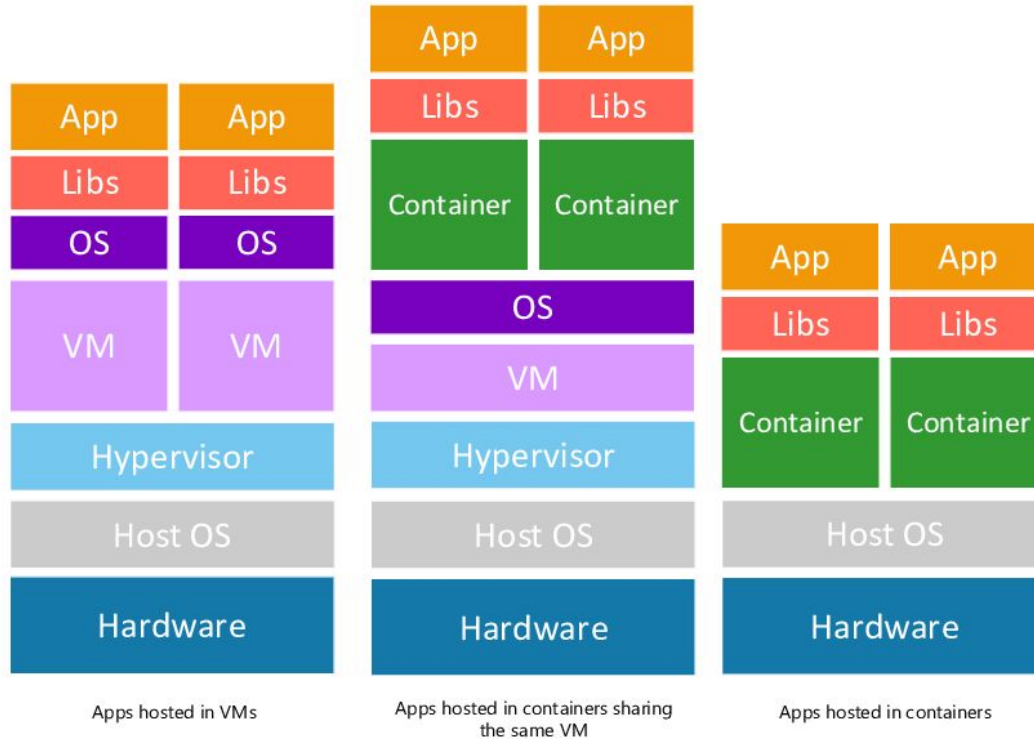 App App
Libs Libs
OS OS
VM VM
Hypervisor
Host OS
Hardware
Apps hosted in VMs
App App
Libs Libs
Container Container
OS
VM
Hypervisor
Host OS
Hardware
Apps hosted in containers sharing
the same VM
App App
Libs Libs
Container Container
Host OS
Hardware
Apps hosted in containers